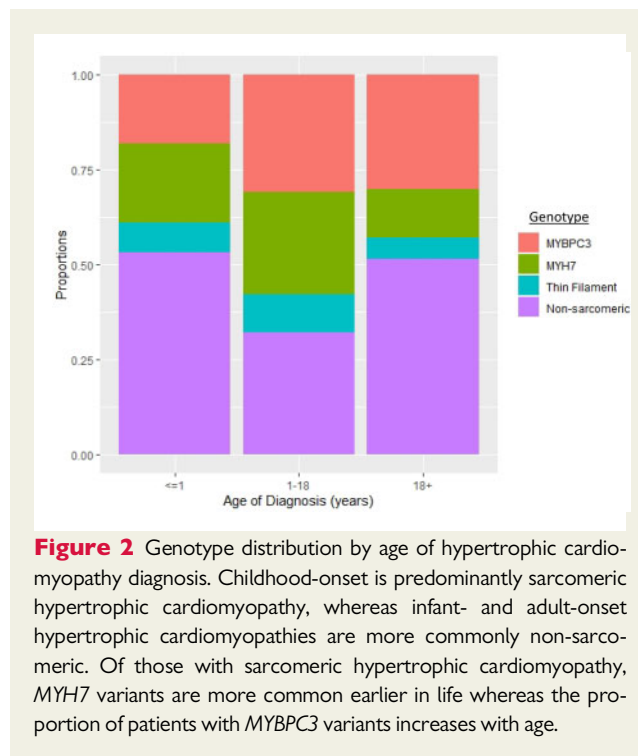 1.00
0.75
0.50
0.25
0.00
Proportions
<=1
1-18
18+
Age of Diagnosis (years)
Genotype
MYBPC3
MYH7
Thin Filament
Non-sarcomeric
Figure 2 Genotype distribution by age of hypertrophic cardio-
myopathy diagnosis. Childhood-onset is predominantly sarcomeric
hypertrophic cardiomyopathy, whereas infant- and adult-onset
hypertrophic cardiomyopathies are more commonly non-sarco-
meric. Of those with sarcomeric hypertrophic cardiomyopathy,
MYH7 variants are more common earlier in life whereas the pro-
portion of patients with MYBPC3 variants increases with age.